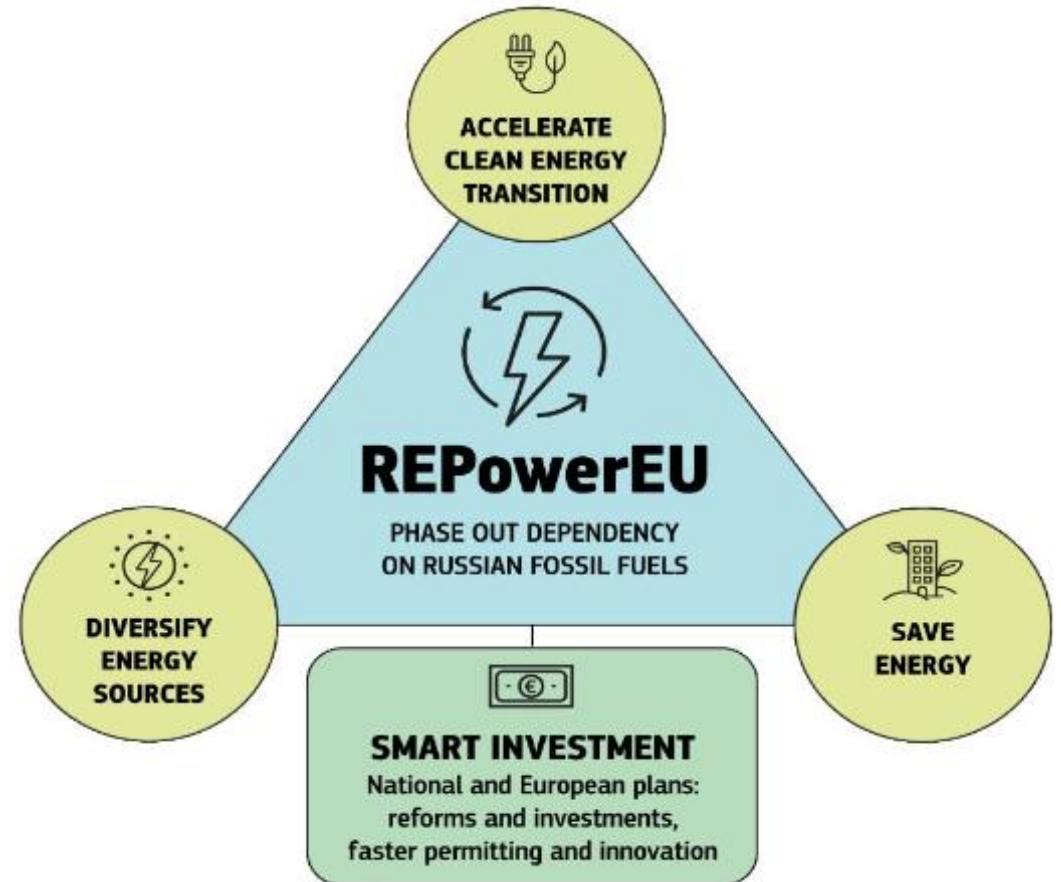 ACCELERATE
CLEAN ENERGY
TRANSITION
REPowerEU
PHASE OUT DEPENDENCY
ON RUSSIAN FOSSIL FUELS
DIVERSIFY
ENERGY
SOURCES
SAVE
ENERGY
€
SMART INVESTMENT
National and European plans:
reforms and investments,
faster permitting and innovation